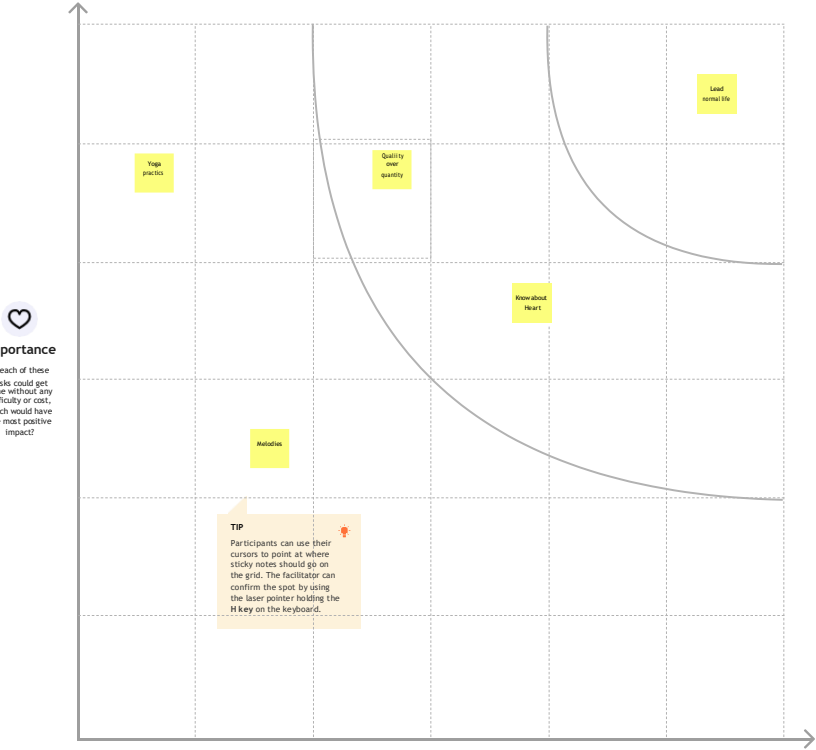 Lead
normal life
Yoga
practics
Quallity
over
quantity
Know about
Heart
portance
each of these
sks could get
e without any
ficulty or cost,
ch would have
most positive
impact?
Melodies
TIP
Participants can use their
cursors to point at where
sticky notes should go on
the grid. The facilitator can
confirm the spot by using
the laser pointer holding the
H key on the keyboard.